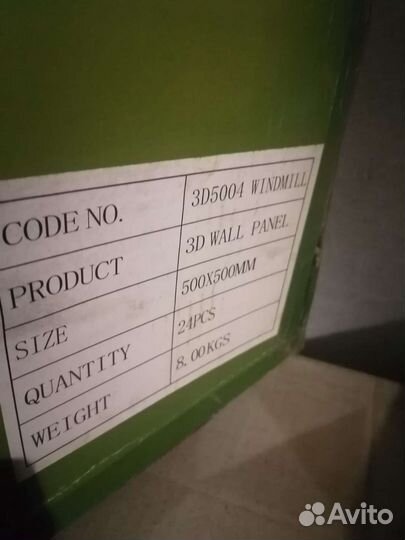 CODE NO. 3D5004 WINDMILL
PRODUCT 3D WALL PANEL
SIZE 500X500MM
QUANTITY 24PCS
WEIGHT 8.00KGS
Avito